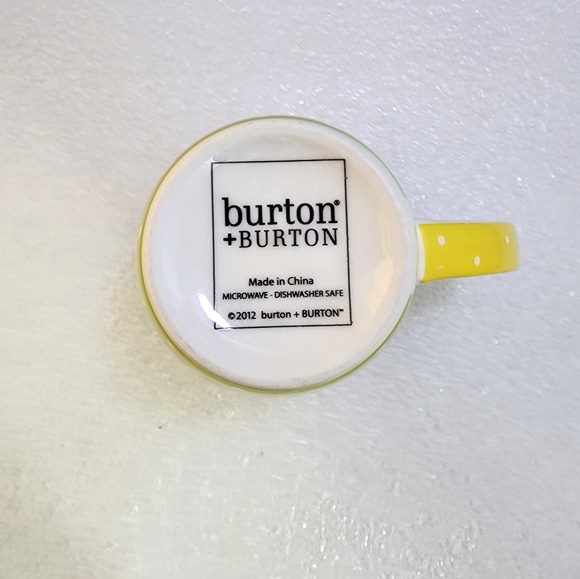 burton®
+BURTON
Made in China
MICROWAVE - DISHWASHER SAFE
©2012 burton + BURTON™